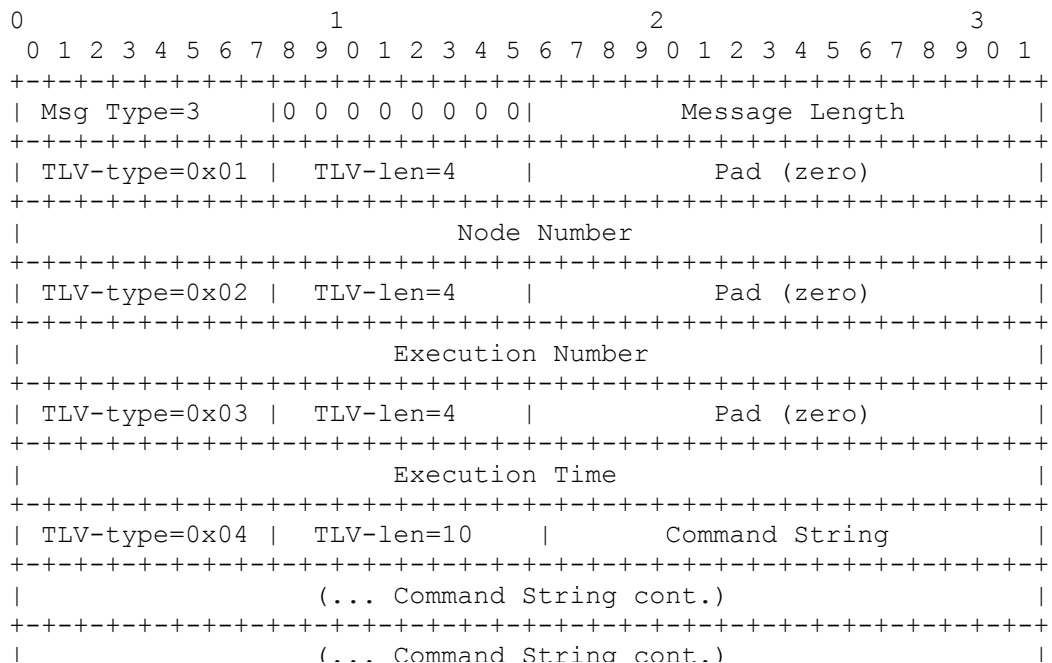 0                   1                   2                   3
 0 1 2 3 4 5 6 7 8 9 0 1 2 3 4 5 6 7 8 9 0 1 2 3 4 5 6 7 8 9 0 1
+-+-+-+-+-+-+-+-+-+-+-+-+-+-+-+-+-+-+-+-+-+-+-+-+-+-+-+-+-+-+-+-+
| Msg Type=3    |0 0 0 0 0 0 0 0|         Message Length        |
+-+-+-+-+-+-+-+-+-+-+-+-+-+-+-+-+-+-+-+-+-+-+-+-+-+-+-+-+-+-+-+-+
| TLV-type=0x01 |  TLV-len=4    |           Pad (zero)          |
+-+-+-+-+-+-+-+-+-+-+-+-+-+-+-+-+-+-+-+-+-+-+-+-+-+-+-+-+-+-+-+-+
|                           Node Number                         |
+-+-+-+-+-+-+-+-+-+-+-+-+-+-+-+-+-+-+-+-+-+-+-+-+-+-+-+-+-+-+-+-+
| TLV-type=0x02 |  TLV-len=4    |           Pad (zero)          |
+-+-+-+-+-+-+-+-+-+-+-+-+-+-+-+-+-+-+-+-+-+-+-+-+-+-+-+-+-+-+-+-+
|                       Execution Number                        |
+-+-+-+-+-+-+-+-+-+-+-+-+-+-+-+-+-+-+-+-+-+-+-+-+-+-+-+-+-+-+-+-+
| TLV-type=0x03 |  TLV-len=4    |           Pad (zero)          |
+-+-+-+-+-+-+-+-+-+-+-+-+-+-+-+-+-+-+-+-+-+-+-+-+-+-+-+-+-+-+-+-+
|                       Execution Time                          |
+-+-+-+-+-+-+-+-+-+-+-+-+-+-+-+-+-+-+-+-+-+-+-+-+-+-+-+-+-+-+-+-+
| TLV-type=0x04 |  TLV-len=10    |       Command String         |
+-+-+-+-+-+-+-+-+-+-+-+-+-+-+-+-+-+-+-+-+-+-+-+-+-+-+-+-+-+-+-+-+
|                  (... Command String cont.)                   |
+-+-+-+-+-+-+-+-+-+-+-+-+-+-+-+-+-+-+-+-+-+-+-+-+-+-+-+-+-+-+-+-+
|                  (... Command String cont.)                   |